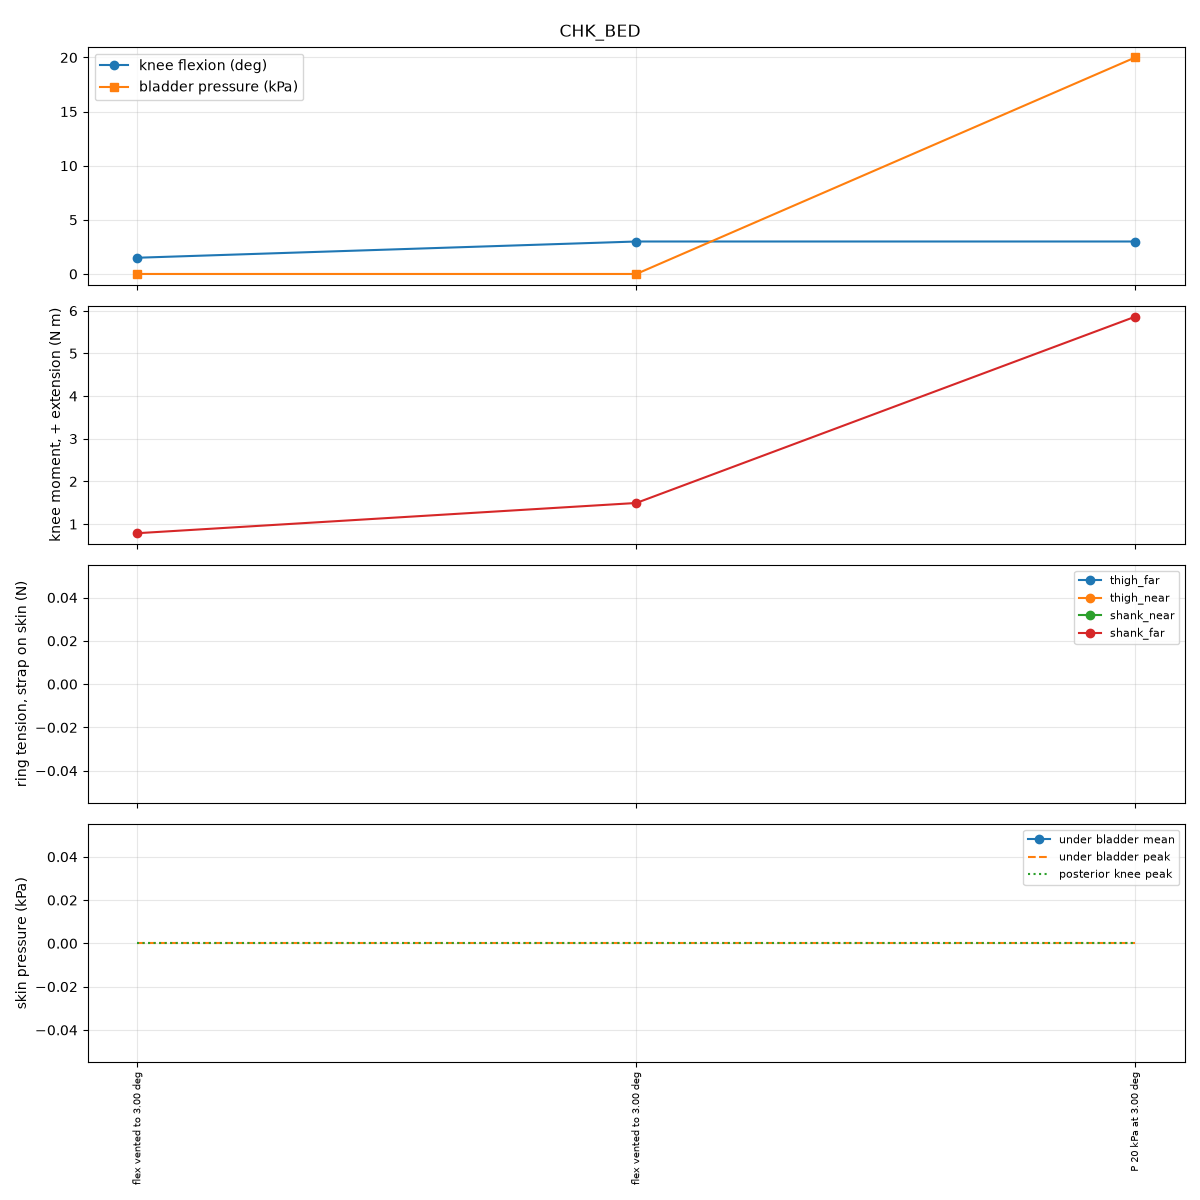 CHK_BED
knee flexion (deg)
bladder pressure (kPa)
20
15
10
5
0
knee moment, + extension (N m)
6
5
4
3
2
1
ring tension, strap on skin (N)
0.04
0.02
0.00
−0.02
−0.04
thigh_far
thigh_near
shank_near
shank_far
skin pressure (kPa)
0.04
0.02
0.00
−0.02
−0.04
under bladder mean
under bladder peak
posterior knee peak
flex vented to 3.00 deg
flex vented to 3.00 deg
P 20 kPa at 3.00 deg